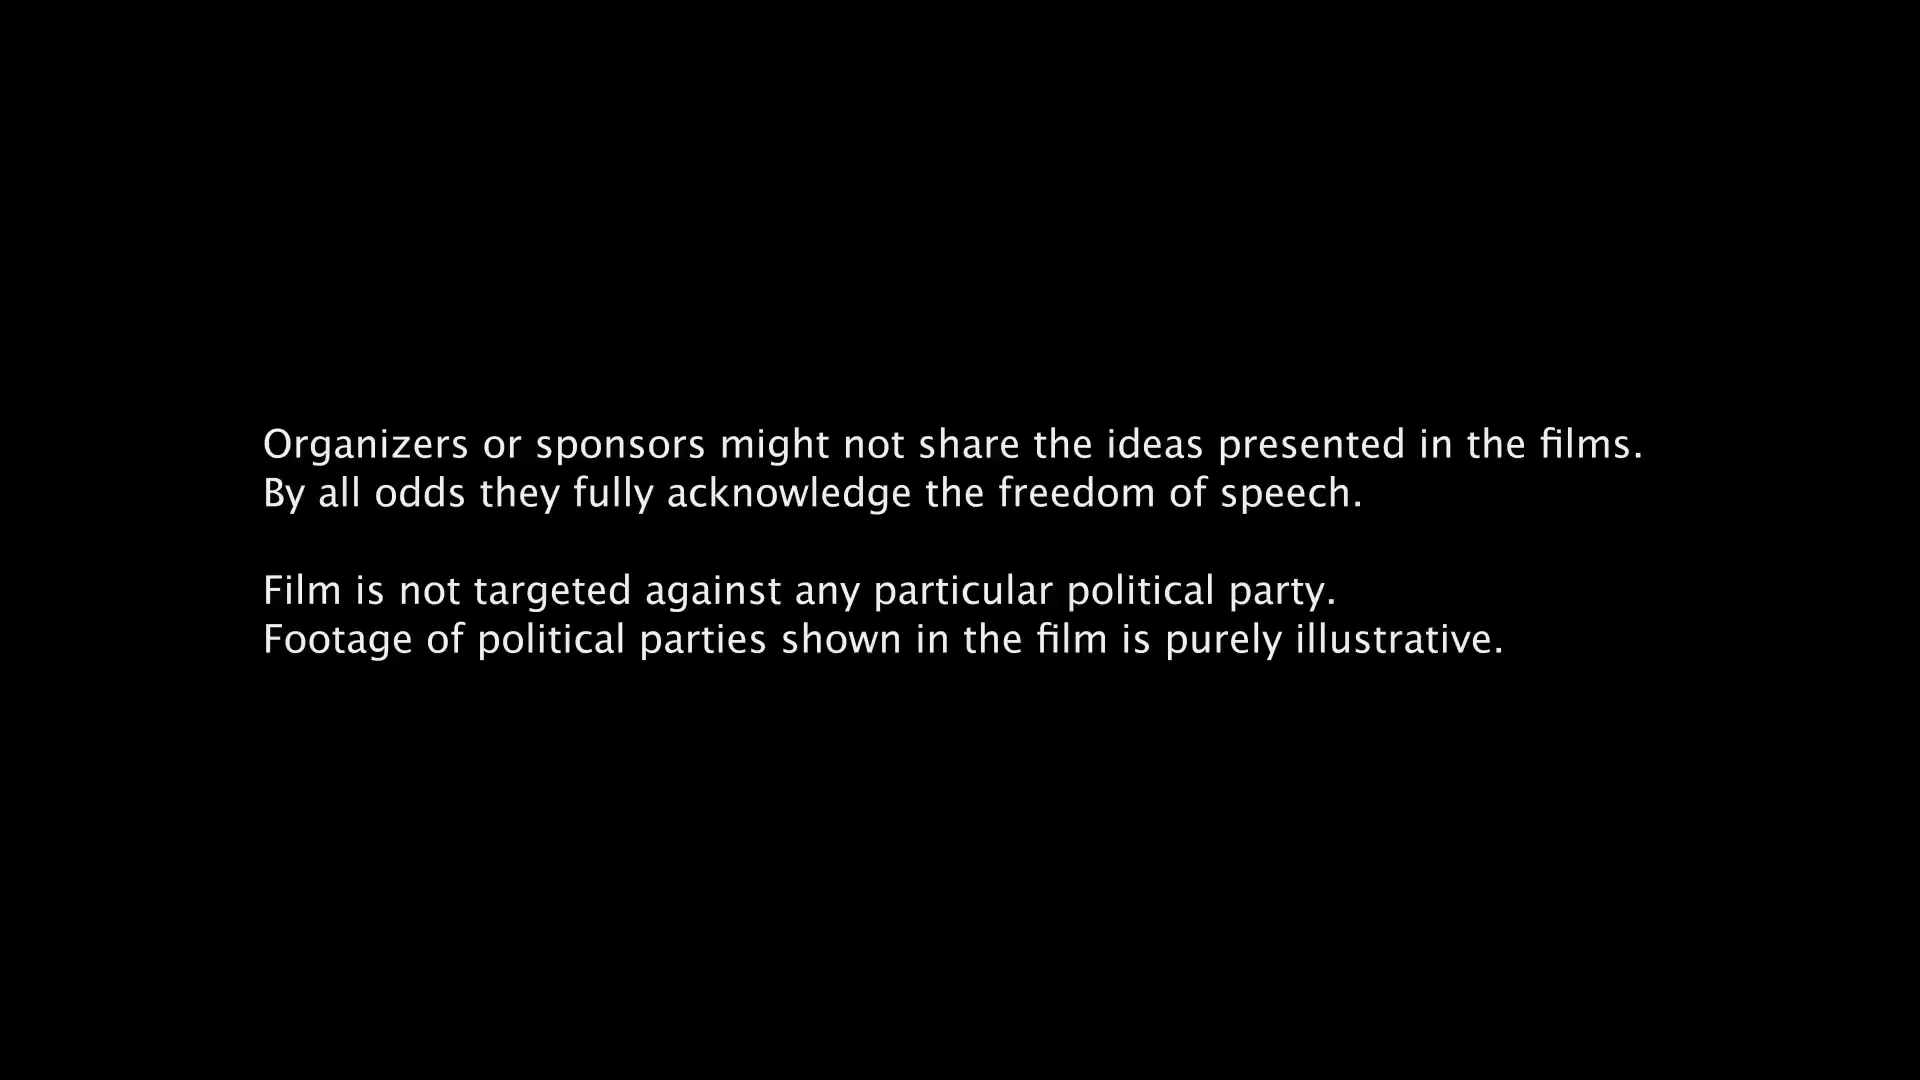 Organizers or sponsors might not share the ideas presented in the films.
By all odds they fully acknowledge the freedom of speech.
Film is not targeted against any particular political party.
Footage of political parties shown in the film is purely illustrative.